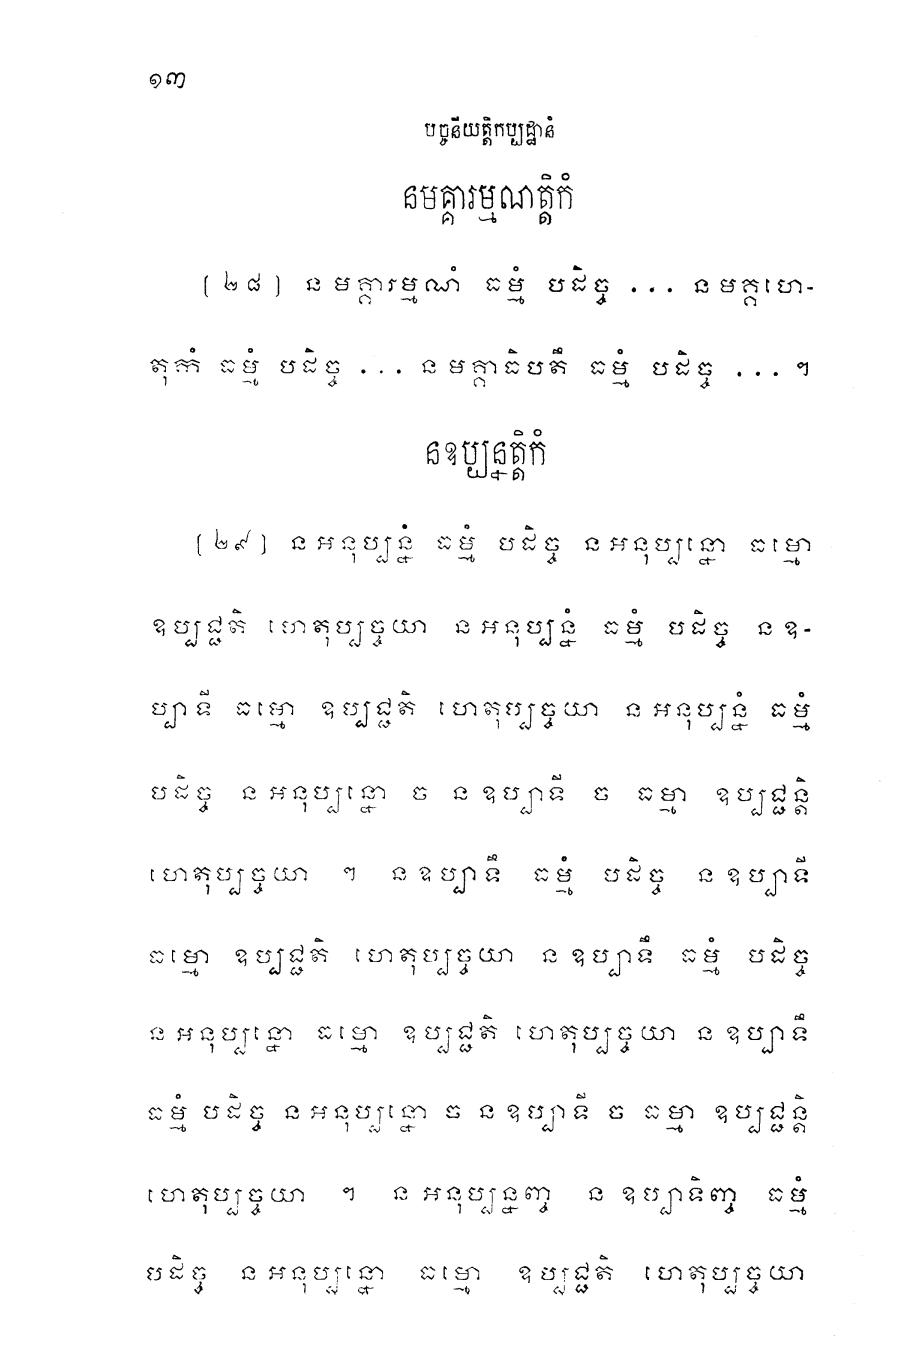 ១៣
បច្ចនីយត្តិកប្បដ្ឋានំ
នមគ្គារម្មណត្តិកំ
(២៨) ន មគ្គារម្មណំ ធម្មំ បដិច្ច ... ន មគ្គហេ-
តុកំ ធម្មំ បដិច្ច ... ន មគ្គាធិបតឹ ធម្មំ បដិច្ច ... ។
នឧប្បន្នត្តិកំ
(២៩) ន អនុប្បន្នំ ធម្មំ បដិច្ច ន អនុប្បន្នោ ធម្មោ
ឧប្បជ្ជតិ ហេតុប្បច្ចយា ន អនុប្បន្នំ ធម្មំ បដិច្ច ន ឧ-
ប្បាទី ធម្មោ ឧប្បជ្ជតិ ហេតុប្បច្ចយា ន អនុប្បន្នំ ធម្មំ
បដិច្ច ន អនុប្បន្នោ ច ន ឧប្បាទី ច ធម្មា ឧប្បជ្ជន្តិ
ហេតុប្បច្ចយា ។ ន ឧប្បាទឹ ធម្មំ បដិច្ច ន ឧប្បាទី
ធម្មោ ឧប្បជ្ជតិ ហេតុប្បច្ចយា ន ឧប្បាទឹ ធម្មំ បដិច្ច
ន អនុប្បន្នោ ធម្មោ ឧប្បជ្ជតិ ហេតុប្បច្ចយា ន ឧប្បាទឹ
ធម្មំ បដិច្ច ន អនុប្បន្នោ ច ន ឧប្បាទី ច ធម្មា ឧប្បជ្ជន្តិ
ហេតុប្បច្ចយា ។ ន អនុប្បន្នញ្ច ន ឧប្បាទិញ្ច ធម្មំ
បដិច្ច ន អនុប្បន្នោ ធម្មោ ឧប្បជ្ជតិ ហេតុប្បច្ចយា